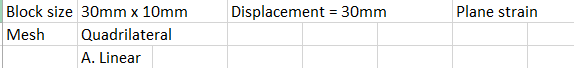 Block size 30mm x 10mm Displacement = 30mm Plane strain
Mesh Quadrilateral
A. Linear